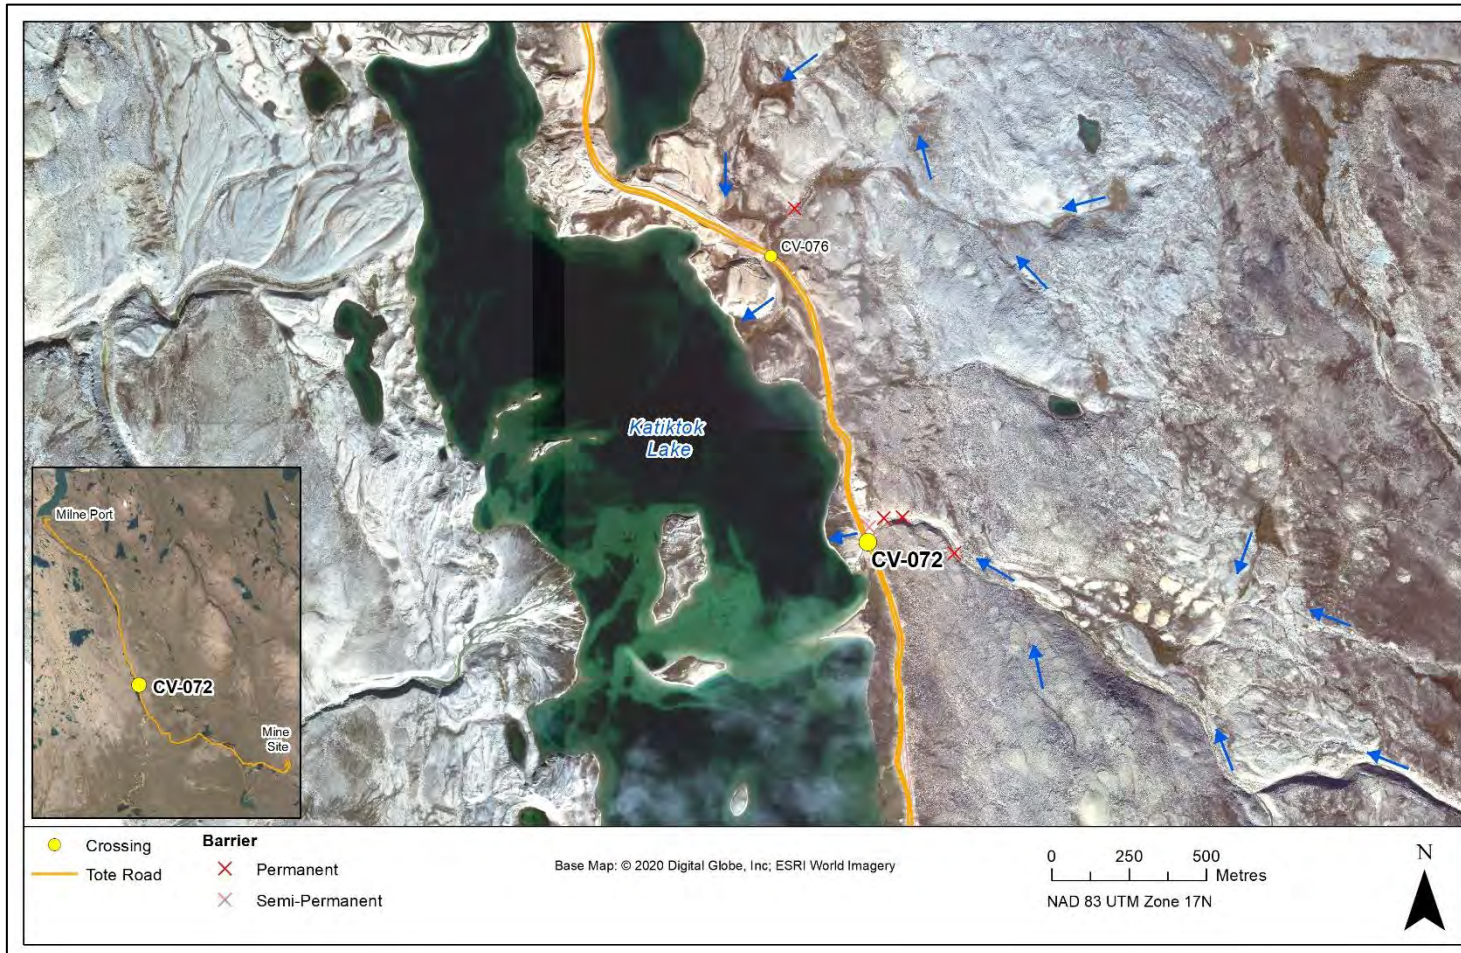 CV-076
Katiktok
Lake
CV-072
Milne Port
CV-072
Mine
Site
Crossing
Tote Road
Barrier
Permanent
Semi-Permanent
Base Map: © 2020 Digital Globe, Inc; ESRI World Imagery
0 250 500
Metres
NAD 83 UTM Zone 17N
N